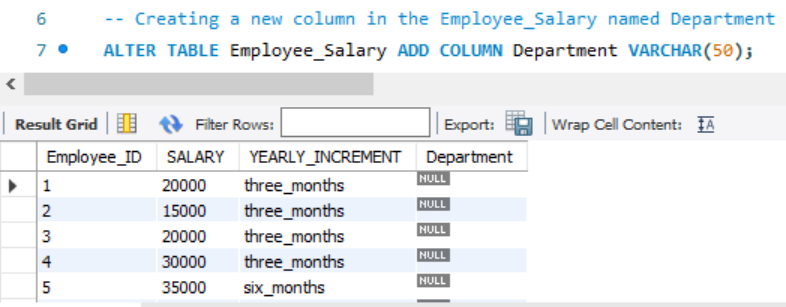 6 -- Creating a new column in the Employee_Salary named Department
7 ALTER TABLE Employee_Salary ADD COLUMN Department VARCHAR(50);
Result Grid Filter Rows: Export: Wrap Cell Content: IA
Employee_ID SALARY YEARLY_INCREMENT Department
1 20000 three_months NULL
2 15000 three_months NULL
3 20000 three_months NULL
4 30000 three_months NULL
5 35000 six_months NULL